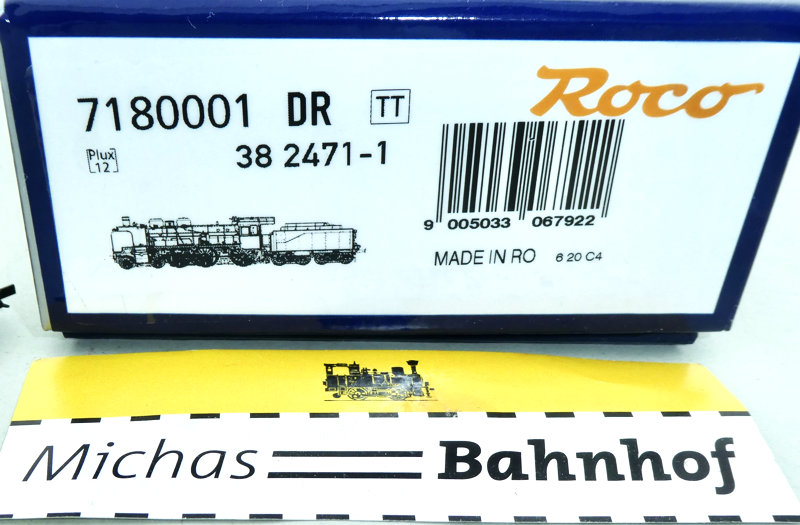 7180001 DR TT
Roco
Plux 12
38 2471-1
9 005033 067922
MADE IN RO 6 20 C4
Michas Bahnhof